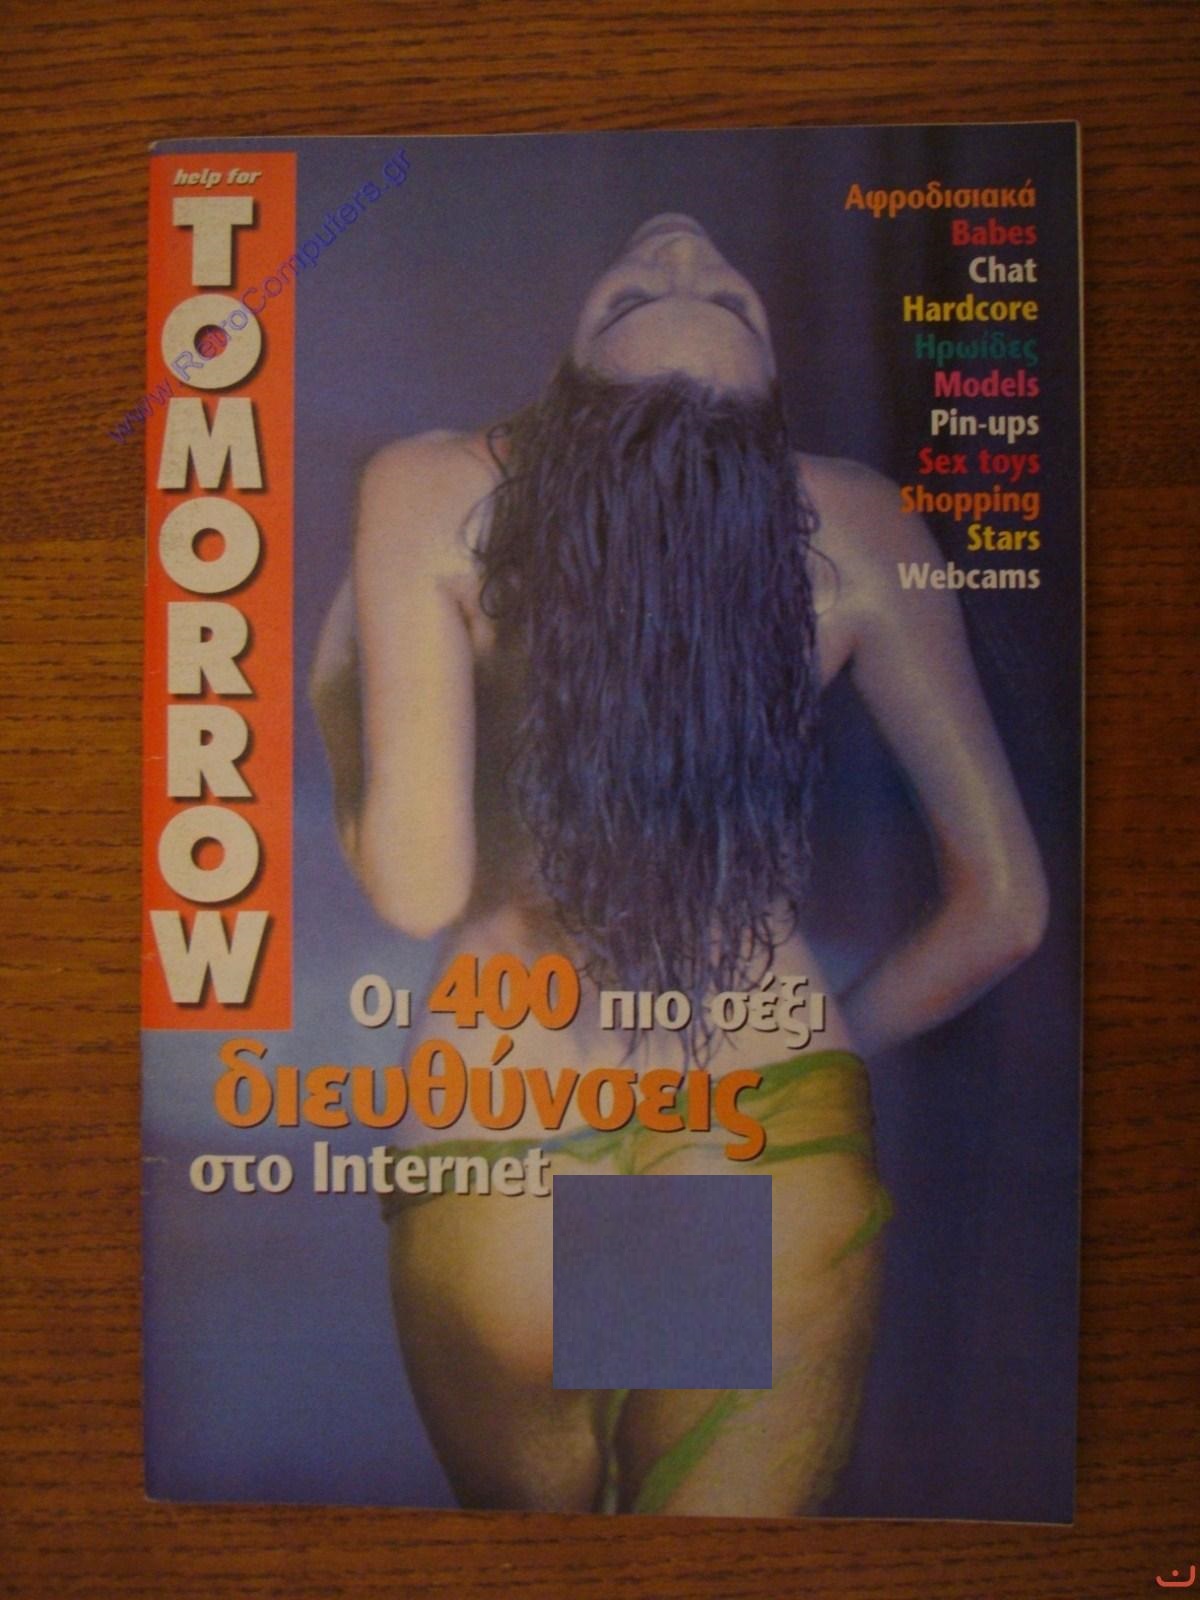 help for
TOMORROW
www.RetroComputers.gr
Αφροδισιακά
Babes
Chat
Hardcore
Ηρωίδες
Models
Pin-ups
Sex toys
Shopping
Stars
Webcams
Οι 400 πιο σέξι
διευθύνσεις
στο Internet